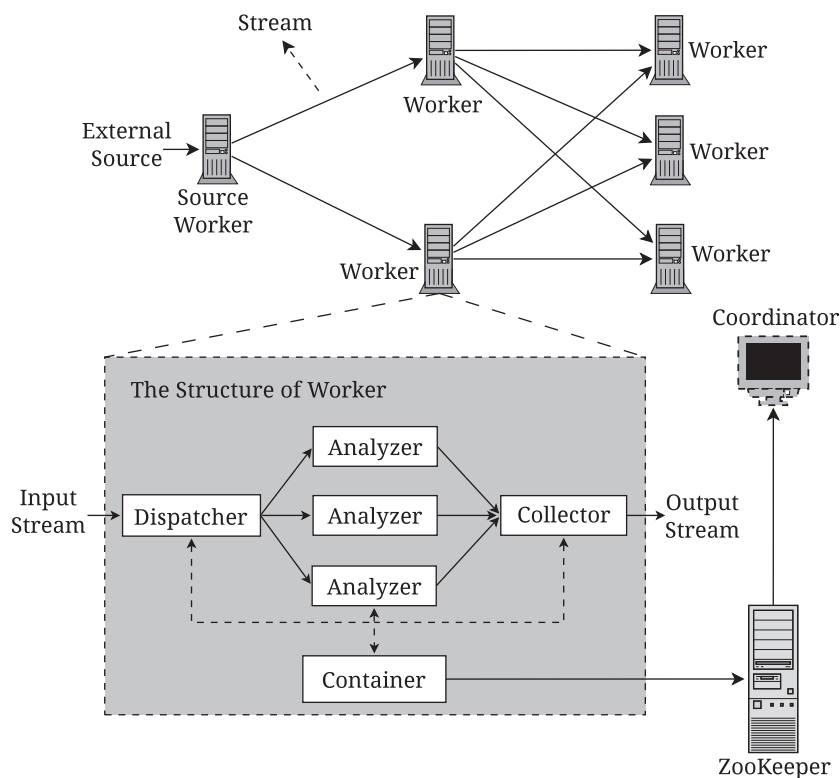 Stream
Worker
Worker
External
Source
Worker
Source
Worker
Worker
Worker
Coordinator
The Structure of Worker
Analyzer
Input
Stream
Dispatcher
Analyzer
Collector
Output
Stream
Analyzer
Container
ZooKeeper